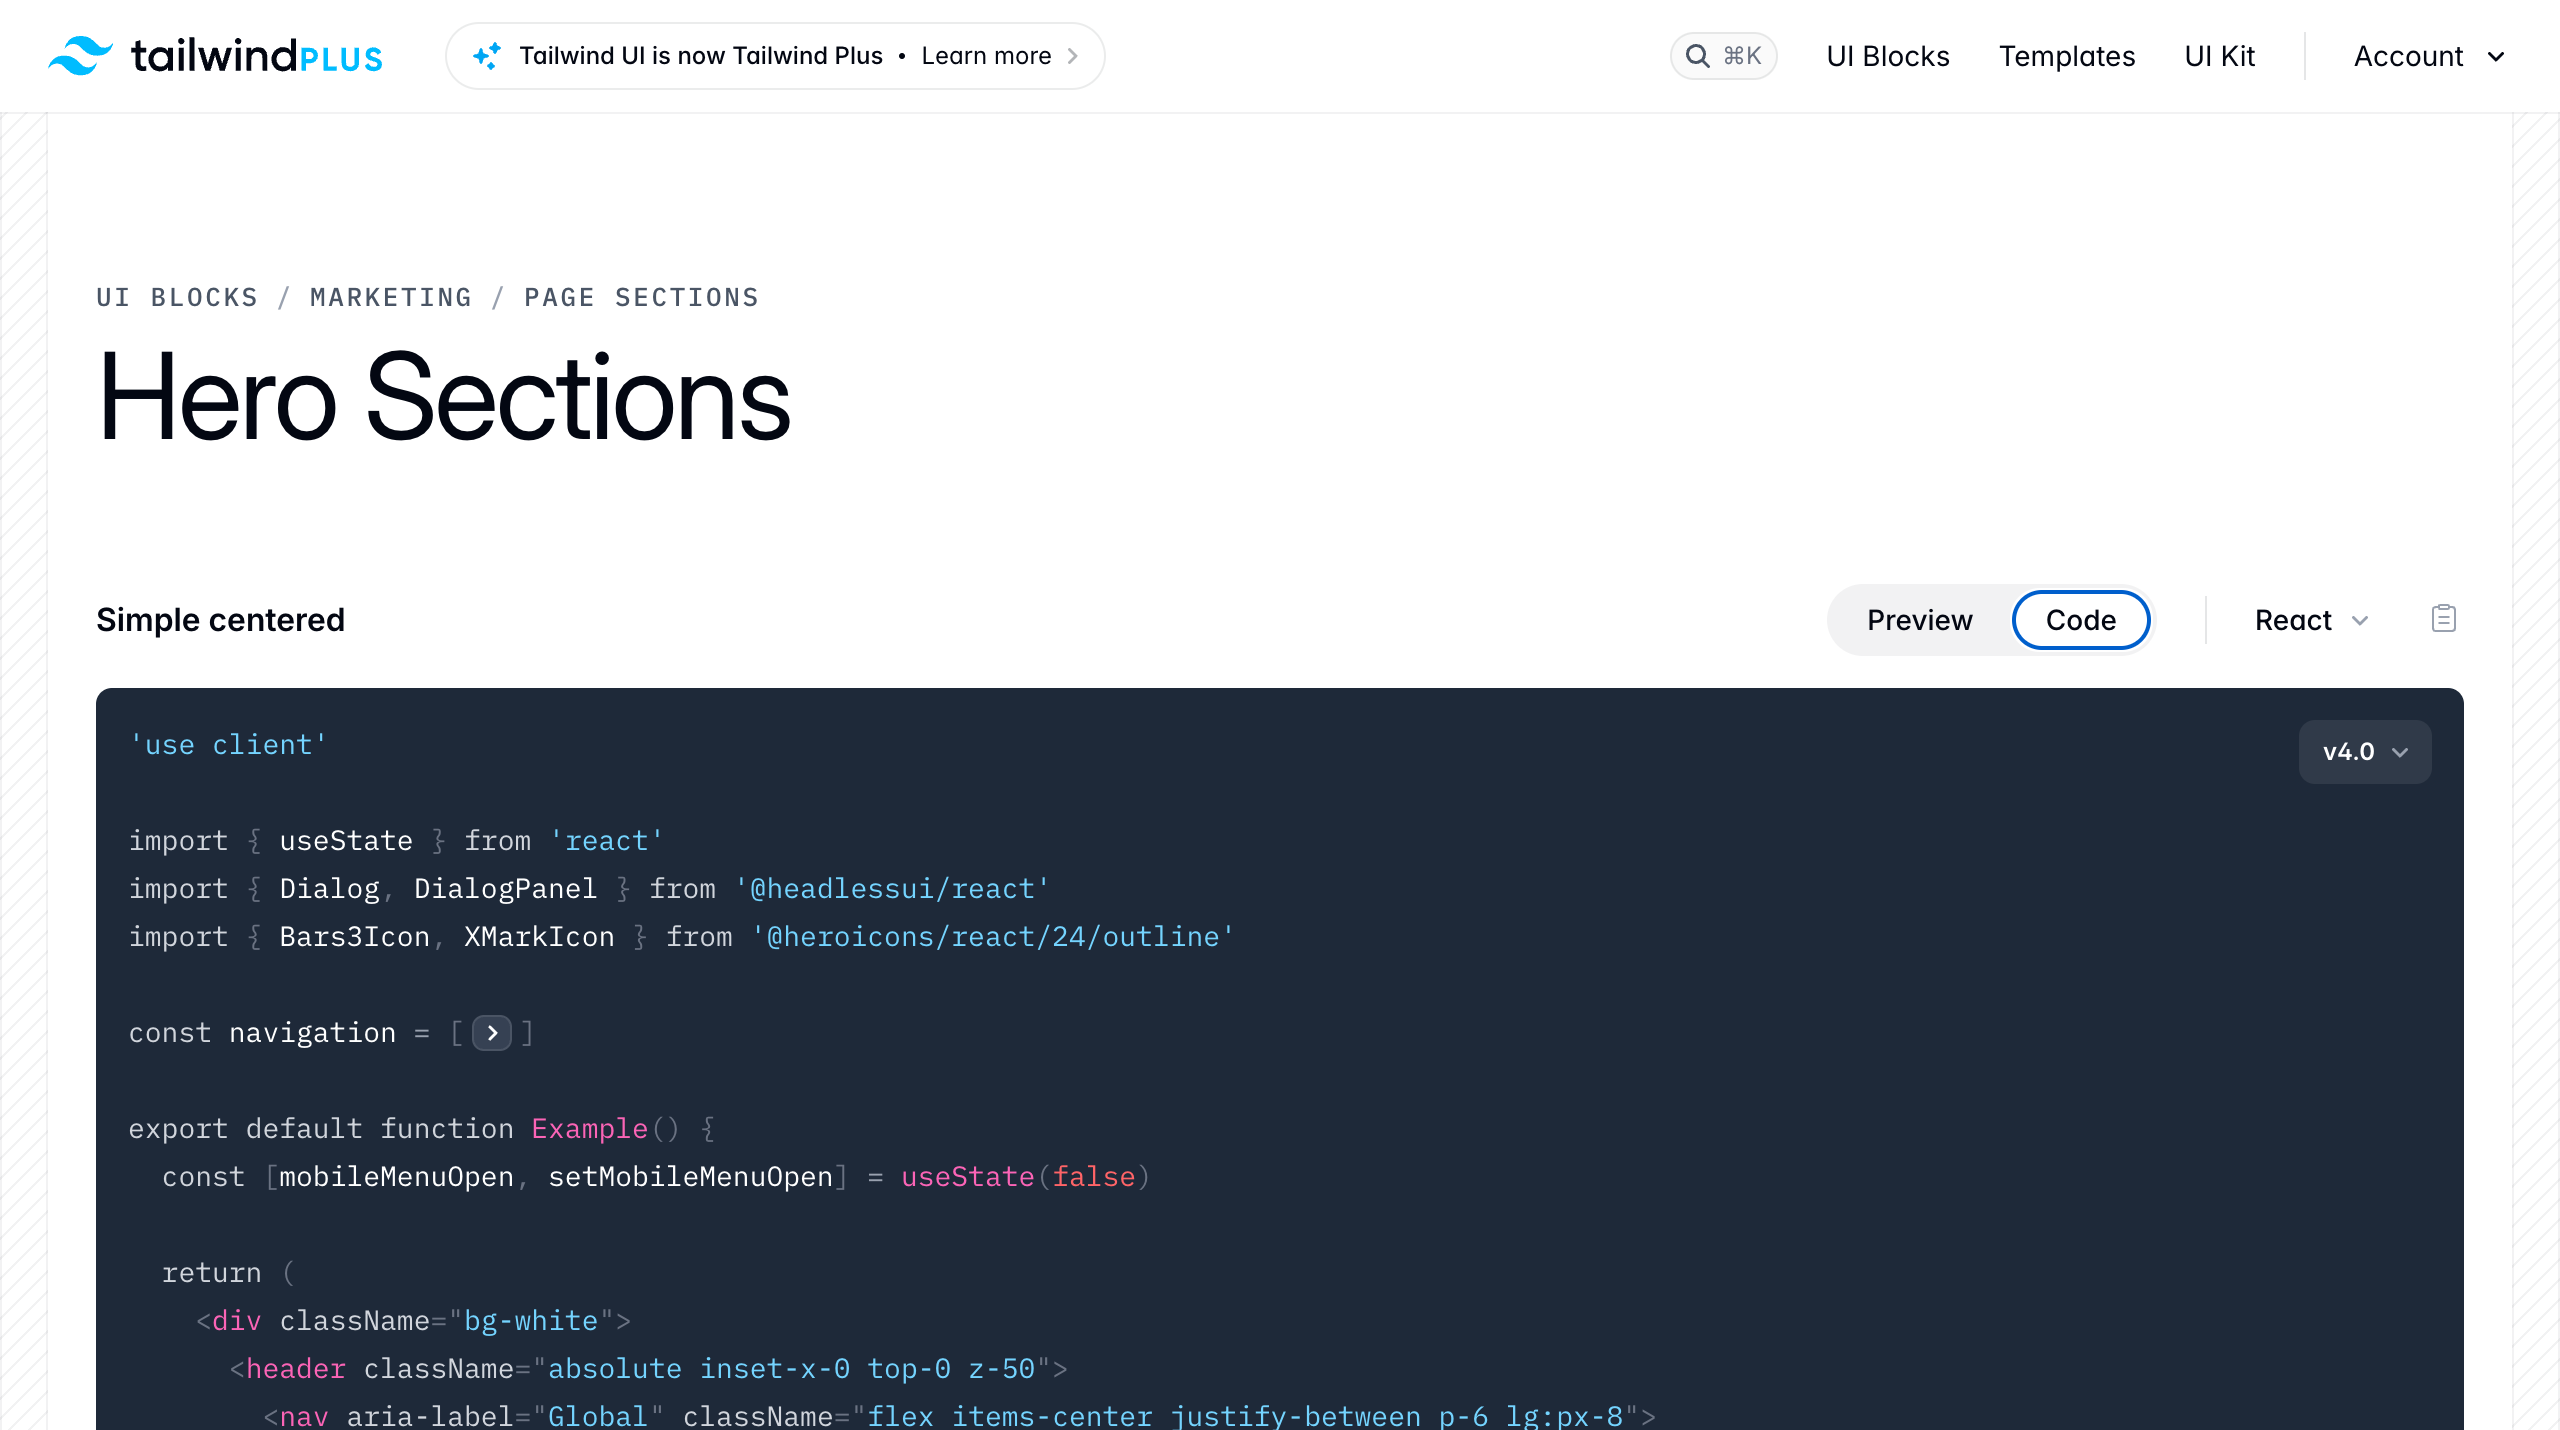 tailwindPLUS
Tailwind UI is now Tailwind Plus • Learn more
⌘K
UI Blocks
Templates
UI Kit
Account
UI BLOCKS / MARKETING / PAGE SECTIONS
Hero Sections
Simple centered
Preview
Code
React
v4.0
'use client'
import { useState } from 'react'
import { Dialog, DialogPanel } from '@headlessui/react'
import { Bars3Icon, XMarkIcon } from '@heroicons/react/24/outline'
const navigation = [ ]
export default function Example() {
const [mobileMenuOpen, setMobileMenuOpen] = useState(false)
return (
<div className="bg-white">
<header className="absolute inset-x-0 top-0 z-50">
<nav aria-label="Global" className="flex items-center justify-between p-6 lg:px-8">